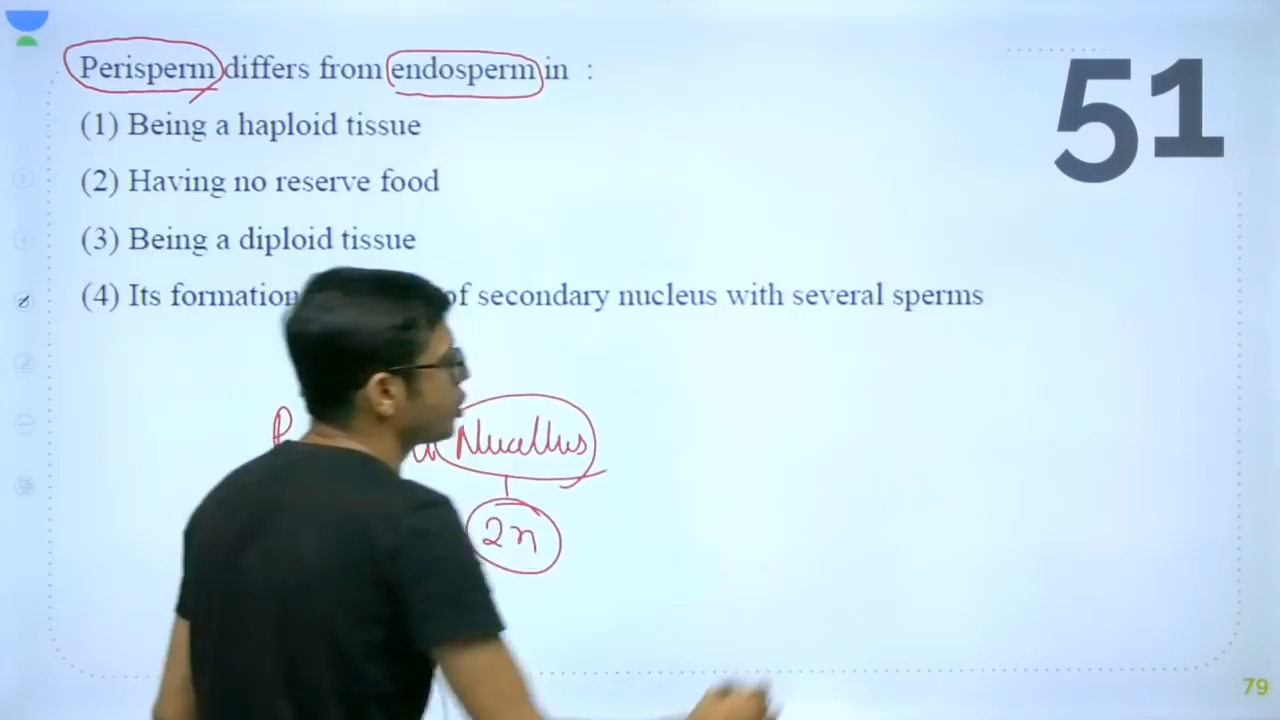 Perisperm differs from endosperm in :
(1) Being a haploid tissue
(2) Having no reserve food
(3) Being a diploid tissue
(4) Its formation of secondary nucleus with several sperms
51
Nucellus
2n
79